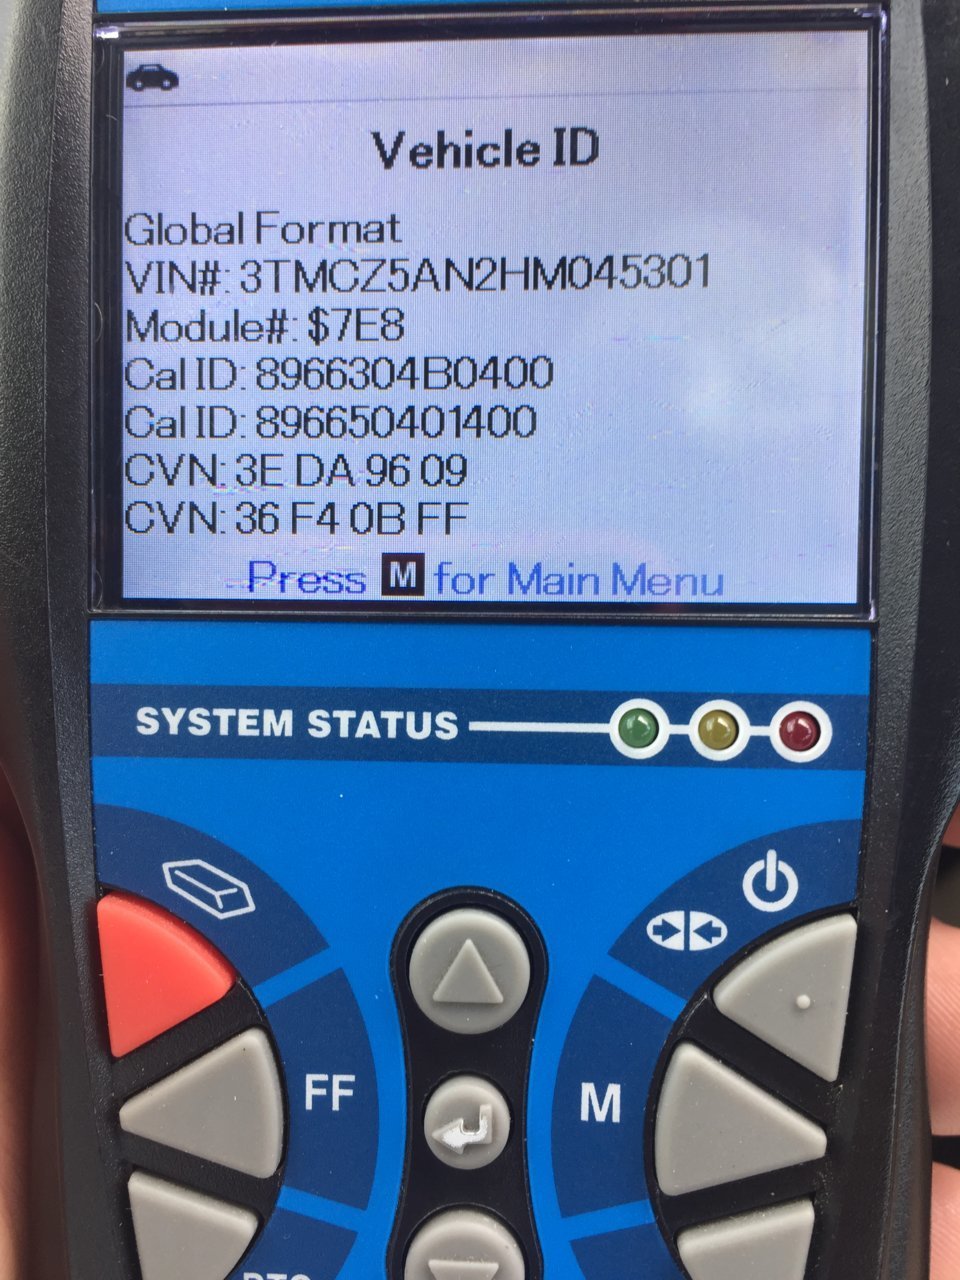 Vehicle ID
Global Format
VIN#: 3TMCZ5AN2HM045301
Module#: $7E8
Cal ID: 8966304B0400
Cal ID: 896650401400
CVN: 3E DA 96 09
CVN: 36 F4 0B FF
Press M for Main Menu
SYSTEM STATUS
FF
M